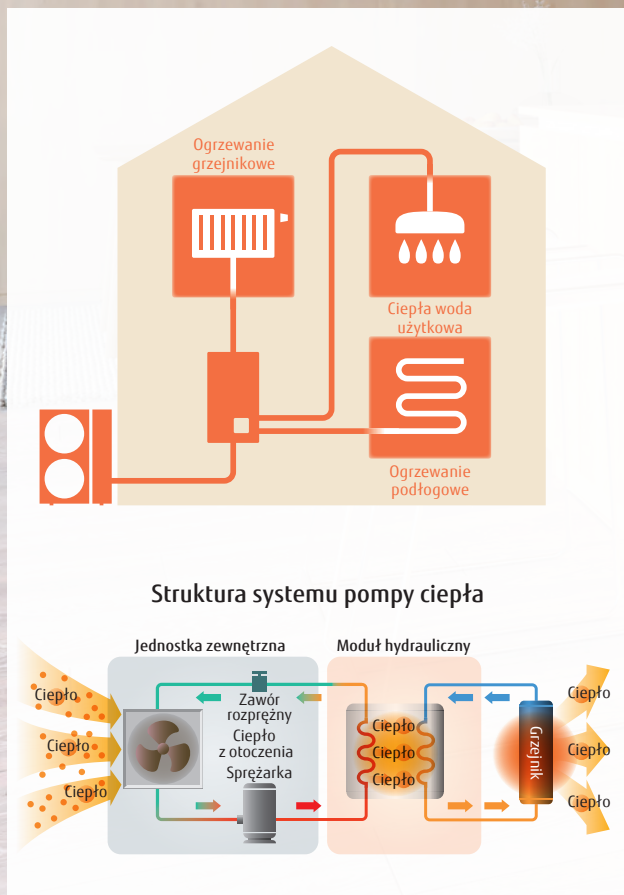 Ogrzewanie
grzejnikowe
Ciepła woda
użytkowa
Ogrzewanie
podłogowe
Struktura systemu pompy ciepła
Jednostka zewnętrzna
Moduł hydrauliczny
Ciepło
Ciepło
Ciepło
Zawór
rozprężny
Ciepło
z otoczenia
Sprężarka
Ciepło
Ciepło
Ciepło
Grzejnik
Ciepło
Ciepło
Ciepło